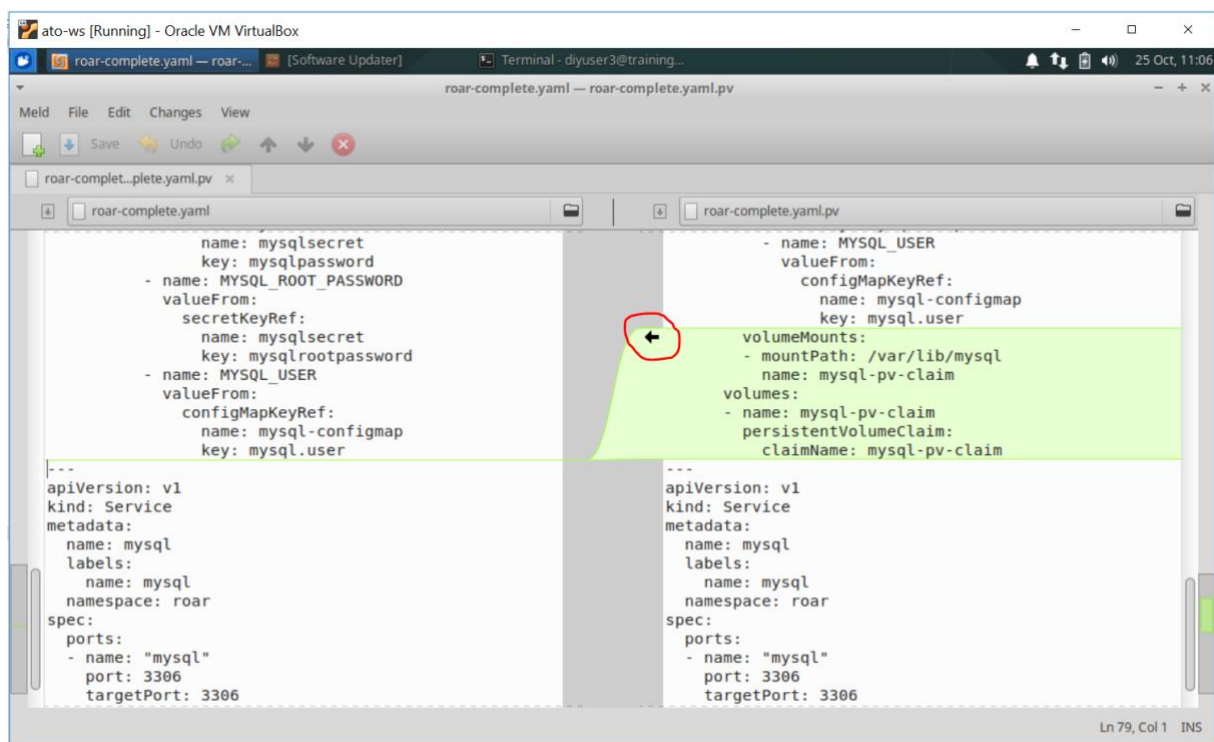 ato-ws [Running] - Oracle VM VirtualBox
roar-complete.yaml — roar-... [Software Updater] Terminal - diyuser3@training... 25 Oct, 11:06
roar-complete.yaml — roar-complete.yaml.pv
Meld File Edit Changes View
Save Undo
roar-complet...plete.yaml.pv
roar-complete.yaml
name: mysqlsecret
key: mysqlpassword
- name: MYSQL_ROOT_PASSWORD
valueFrom:
secretKeyRef:
name: mysqlsecret
key: mysqlrootpassword
- name: MYSQL_USER
valueFrom:
configMapKeyRef:
name: mysql-configmap
key: mysql.user
---
apiVersion: v1
kind: Service
metadata:
name: mysql
labels:
name: mysql
namespace: roar
spec:
ports:
- name: "mysql"
port: 3306
targetPort: 3306
roar-complete.yaml.pv
- name: MYSQL_USER
valueFrom:
configMapKeyRef:
name: mysql-configmap
key: mysql.user
volumeMounts:
- mountPath: /var/lib/mysql
name: mysql-pv-claim
volumes:
- name: mysql-pv-claim
persistentVolumeClaim:
claimName: mysql-pv-claim
---
apiVersion: v1
kind: Service
metadata:
name: mysql
labels:
name: mysql
namespace: roar
spec:
ports:
- name: "mysql"
port: 3306
targetPort: 3306
Ln 79, Col 1 INS